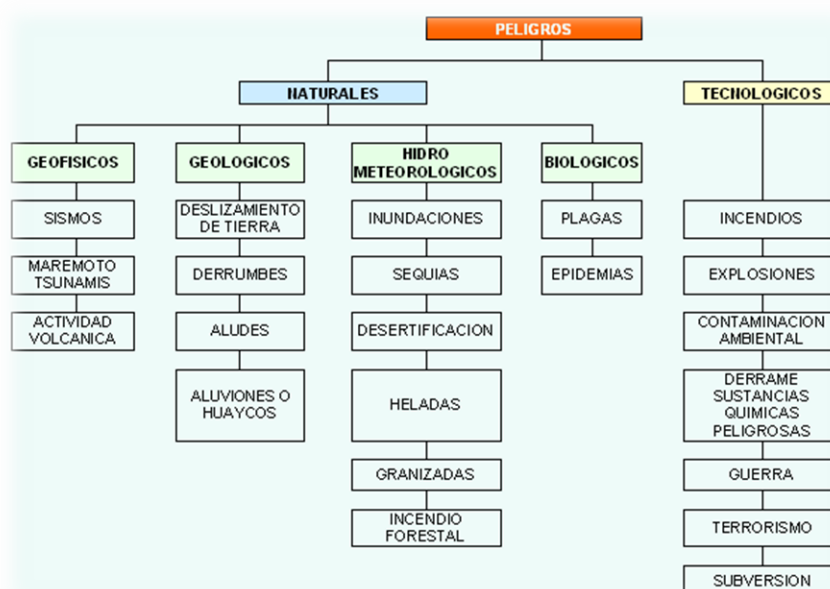 PELIGROS
NATURALES
TECNOLOGICOS
GEOFISICOS
GEOLOGICOS
HIDRO
METEOROLOGICOS
BIOLOGICOS
SISMOS
MAREMOTO
TSUNAMIS
ACTIVIDAD
VOLCANICA
DESLIZAMIENTO
DE TIERRA
DERRUMBES
ALUDES
ALUVIONES O
HUAYCOS
INUNDACIONES
SEQUIAS
DESERTIFICACION
HELADAS
GRANIZADAS
INCENDIO
FORESTAL
PLAGAS
EPIDEMIAS
INCENDIOS
EXPLOSIONES
CONTAMINACION
AMBIENTAL
DERRAME
SUSTANCIAS
QUIMICAS
PELIGROSAS
GUERRA
TERRORISMO
SUBVERSION